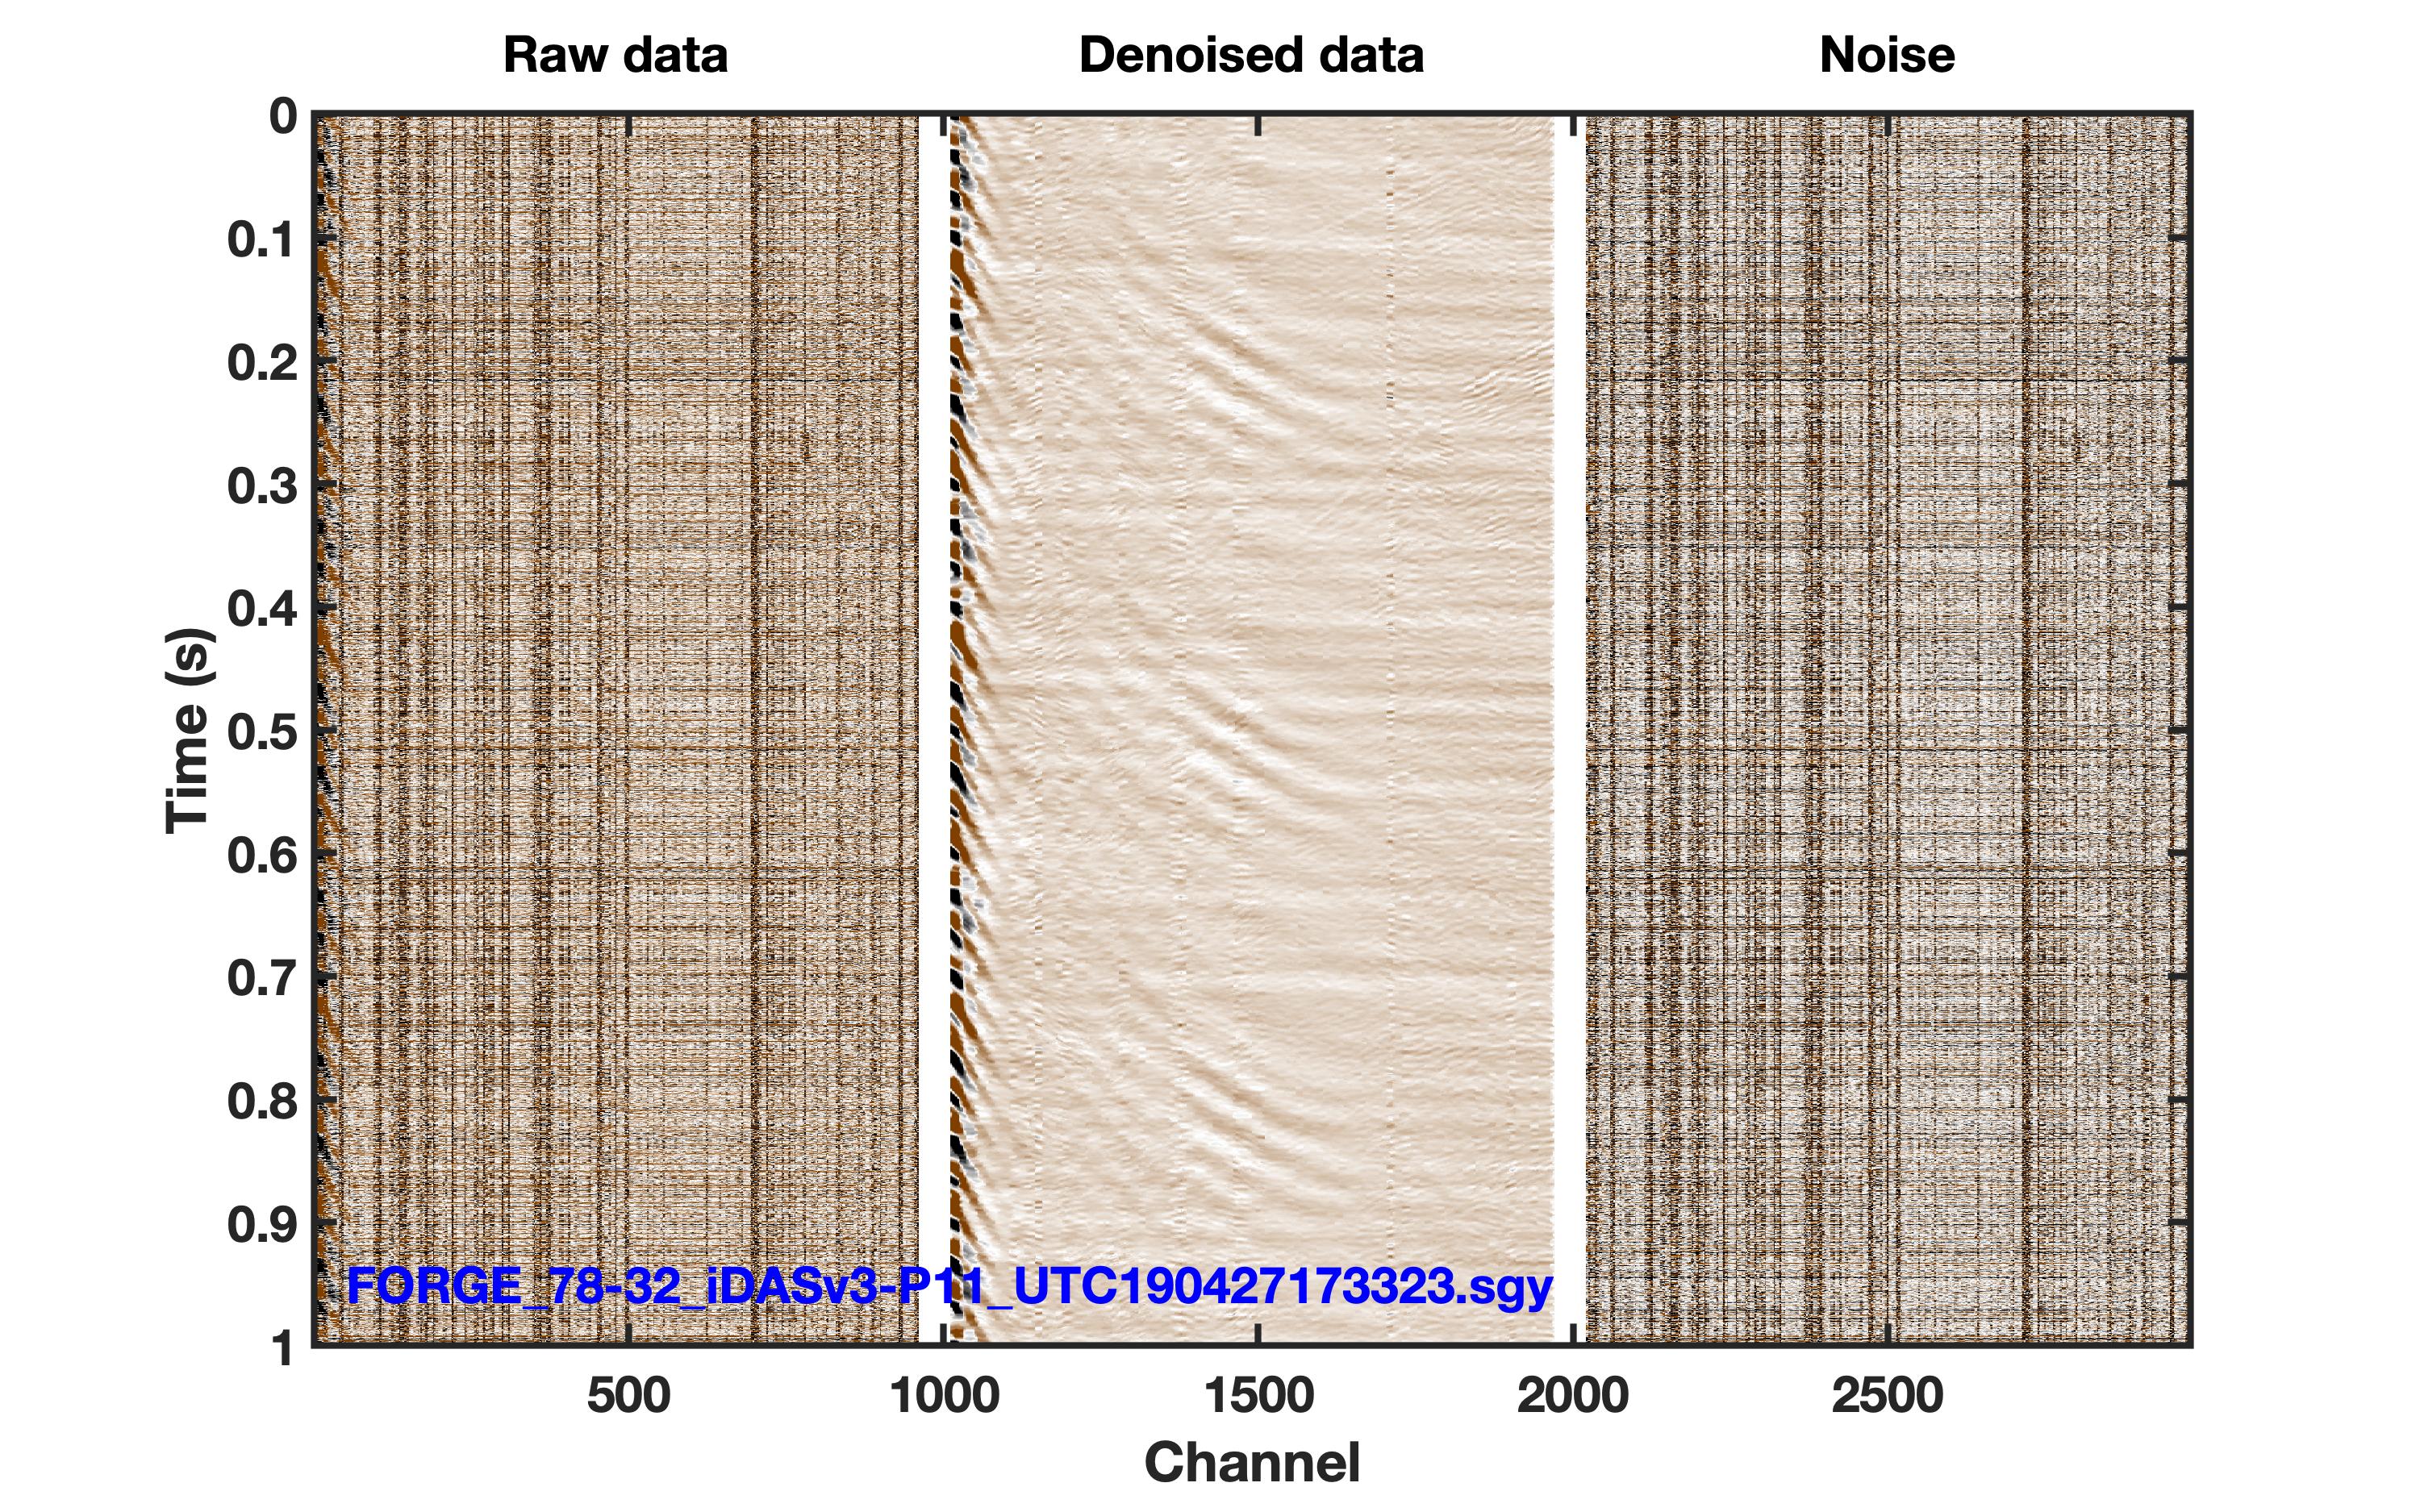 Raw data Denoised data Noise
0
0.1
0.2
0.3
0.4
0.5
0.6
0.7
0.8
0.9
1
Time (s)
FORGE_78-32_iDASv3-P11_UTC190427173323.sgy
500 1000 1500 2000 2500
Channel